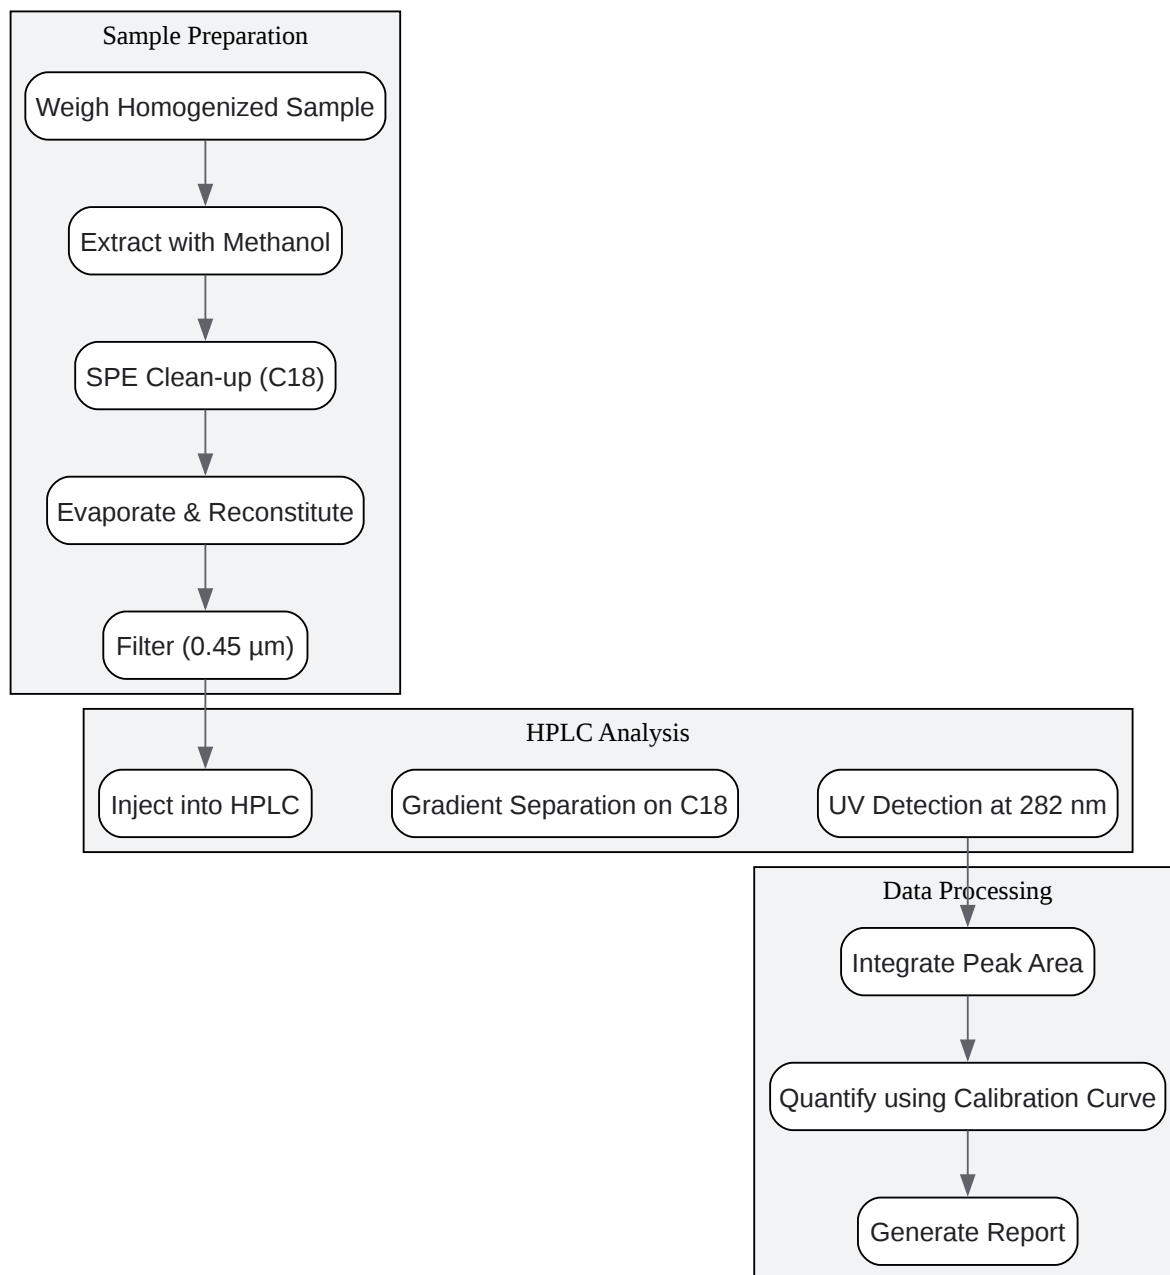 Sample Preparation
Weigh Homogenized Sample
Extract with Methanol
SPE Clean-up (C18)
Evaporate & Reconstitute
Filter (0.45 µm)
HPLC Analysis
Inject into HPLC
Gradient Separation on C18
UV Detection at 282 nm
Data Processing
Integrate Peak Area
Quantify using Calibration Curve
Generate Report